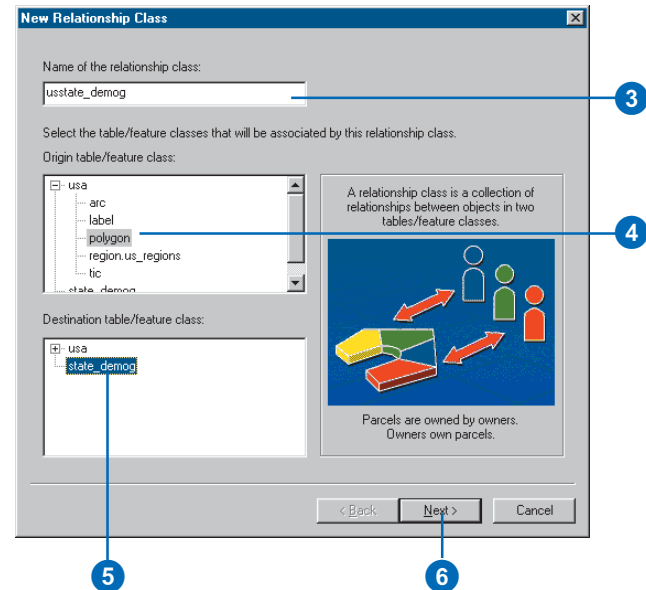 New Relationship Class
Name of the relationship class:
usstate_demog
3
Select the table/feature classes that will be associated by this relationship class.
Origin table/feature class:
usa
arc
label
polygon
region.us_regions
tic
state_demog
4
A relationship class is a collection of
relationships between objects in two
tables/feature classes.
Destination table/feature class:
usa
state_demog
Parcels are owned by owners.
Owners own parcels.
< Back
Next >
Cancel
5
6